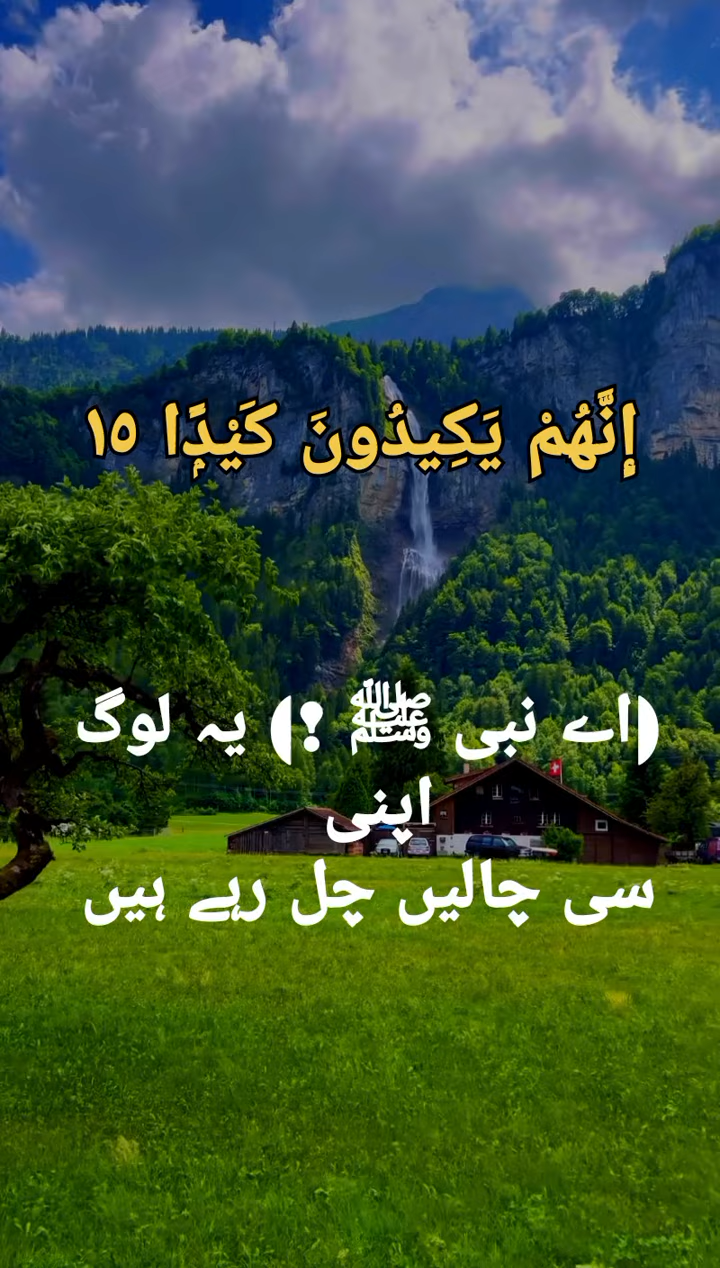 إِنَّهُمْ يَكِيدُونَ كَيْدًۭا ١٥
(اے نبی ﷺ !) یہ لوگ
اپنی
سی چالیں چل رہے ہیں